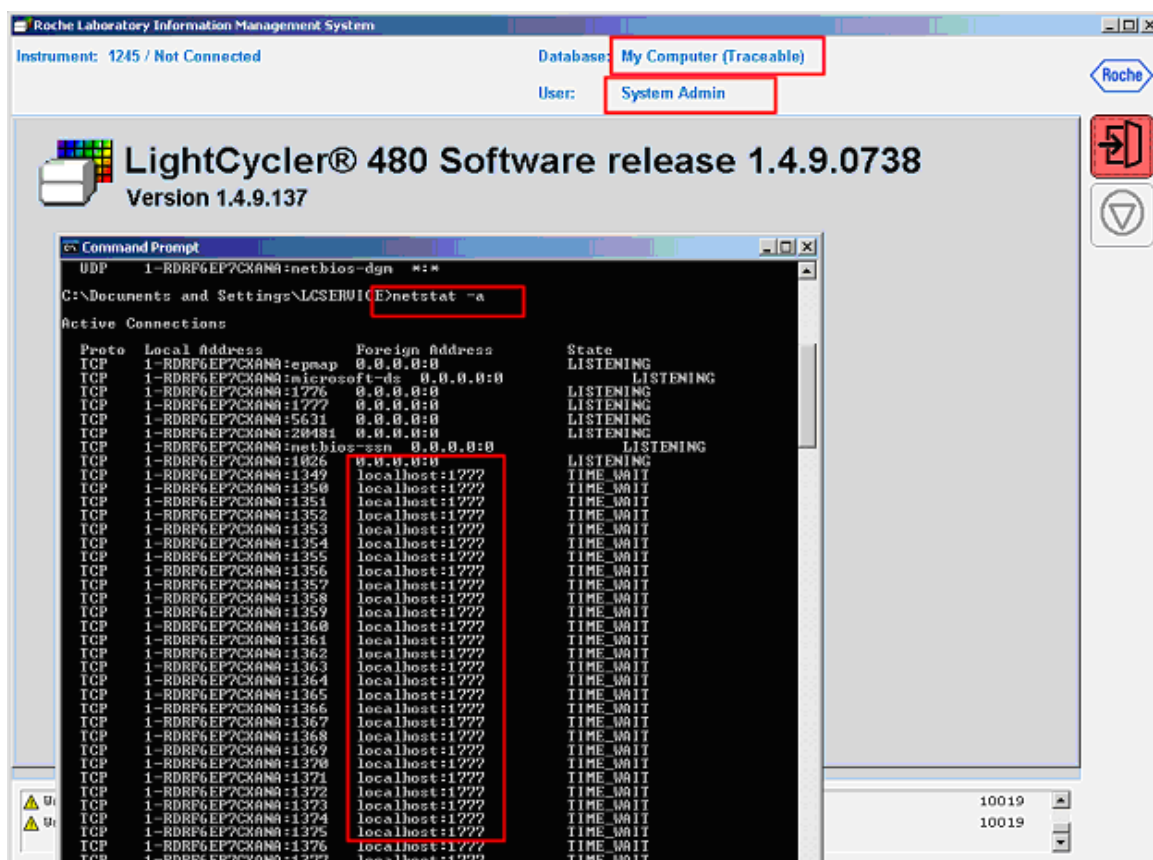 Roche Laboratory Information Management System
Instrument: 1245 / Not Connected
Database: My Computer (Traceable)
User: System Admin
Roche
LightCycler® 480 Software release 1.4.9.0738
Version 1.4.9.137
Command Prompt
UDP 1-RDRF6EP7CXANA:netbios-dgm *:*
C:\Documents and Settings\LCSERVICE>netstat -a
Active Connections
Proto Local Address Foreign Address State
TCP 1-RDRF6EP7CXANA:epmap 0.0.0.0:0 LISTENING
TCP 1-RDRF6EP7CXANA:microsoft-ds 0.0.0.0:0 LISTENING
TCP 1-RDRF6EP7CXANA:1776 0.0.0.0:0 LISTENING
TCP 1-RDRF6EP7CXANA:1777 0.0.0.0:0 LISTENING
TCP 1-RDRF6EP7CXANA:5631 0.0.0.0:0 LISTENING
TCP 1-RDRF6EP7CXANA:20481 0.0.0.0:0 LISTENING
TCP 1-RDRF6EP7CXANA:netbios-ssn 0.0.0.0:0 LISTENING
TCP 1-RDRF6EP7CXANA:1026 0.0.0.0:0 LISTENING
TCP 1-RDRF6EP7CXANA:1349 localhost:1777 TIME_WAIT
TCP 1-RDRF6EP7CXANA:1350 localhost:1777 TIME_WAIT
TCP 1-RDRF6EP7CXANA:1351 localhost:1777 TIME_WAIT
TCP 1-RDRF6EP7CXANA:1352 localhost:1777 TIME_WAIT
TCP 1-RDRF6EP7CXANA:1353 localhost:1777 TIME_WAIT
TCP 1-RDRF6EP7CXANA:1354 localhost:1777 TIME_WAIT
TCP 1-RDRF6EP7CXANA:1355 localhost:1777 TIME_WAIT
TCP 1-RDRF6EP7CXANA:1356 localhost:1777 TIME_WAIT
TCP 1-RDRF6EP7CXANA:1357 localhost:1777 TIME_WAIT
TCP 1-RDRF6EP7CXANA:1358 localhost:1777 TIME_WAIT
TCP 1-RDRF6EP7CXANA:1359 localhost:1777 TIME_WAIT
TCP 1-RDRF6EP7CXANA:1360 localhost:1777 TIME_WAIT
TCP 1-RDRF6EP7CXANA:1361 localhost:1777 TIME_WAIT
TCP 1-RDRF6EP7CXANA:1362 localhost:1777 TIME_WAIT
TCP 1-RDRF6EP7CXANA:1363 localhost:1777 TIME_WAIT
TCP 1-RDRF6EP7CXANA:1364 localhost:1777 TIME_WAIT
TCP 1-RDRF6EP7CXANA:1365 localhost:1777 TIME_WAIT
TCP 1-RDRF6EP7CXANA:1366 localhost:1777 TIME_WAIT
TCP 1-RDRF6EP7CXANA:1367 localhost:1777 TIME_WAIT
TCP 1-RDRF6EP7CXANA:1368 localhost:1777 TIME_WAIT
TCP 1-RDRF6EP7CXANA:1369 localhost:1777 TIME_WAIT
TCP 1-RDRF6EP7CXANA:1370 localhost:1777 TIME_WAIT
TCP 1-RDRF6EP7CXANA:1371 localhost:1777 TIME_WAIT
TCP 1-RDRF6EP7CXANA:1372 localhost:1777 TIME_WAIT
TCP 1-RDRF6EP7CXANA:1373 localhost:1777 TIME_WAIT
TCP 1-RDRF6EP7CXANA:1374 localhost:1777 TIME_WAIT
TCP 1-RDRF6EP7CXANA:1375 localhost:1777 TIME_WAIT
TCP 1-RDRF6EP7CXANA:1376 localhost:1777 TIME_WAIT
TCP 1-RDRF6EP7CXANA:1377 localhost:1777 TIME_WAIT
10019
10019